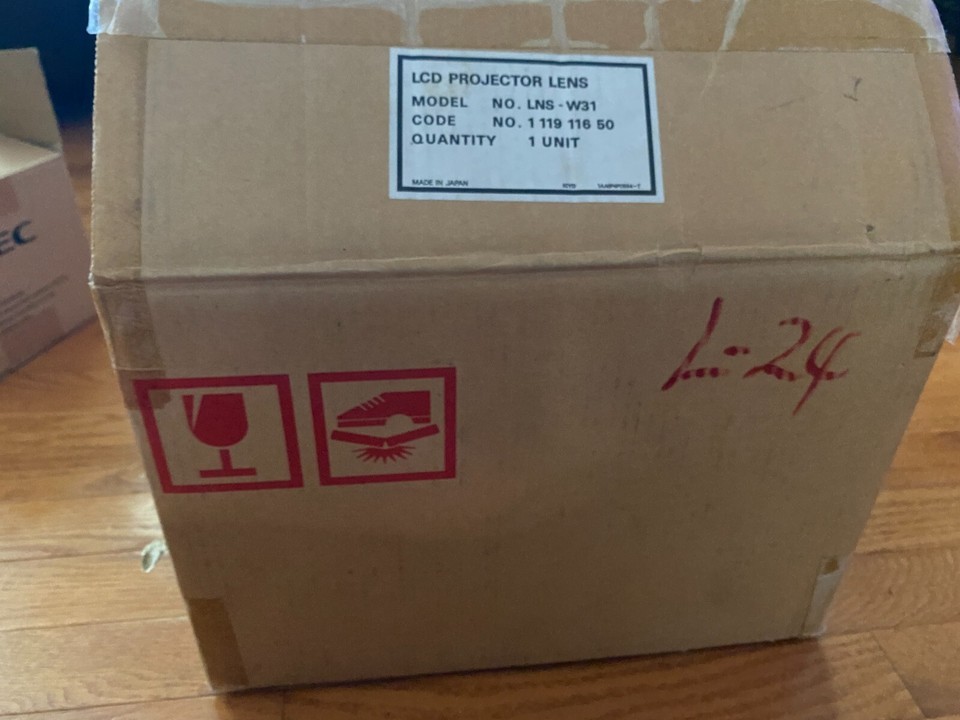 LCD PROJECTOR LENS
MODEL NO. LNS - W31
CODE NO. 1 119 116 50
QUANTITY 1 UNIT
MADE IN JAPAN
L-24
EC